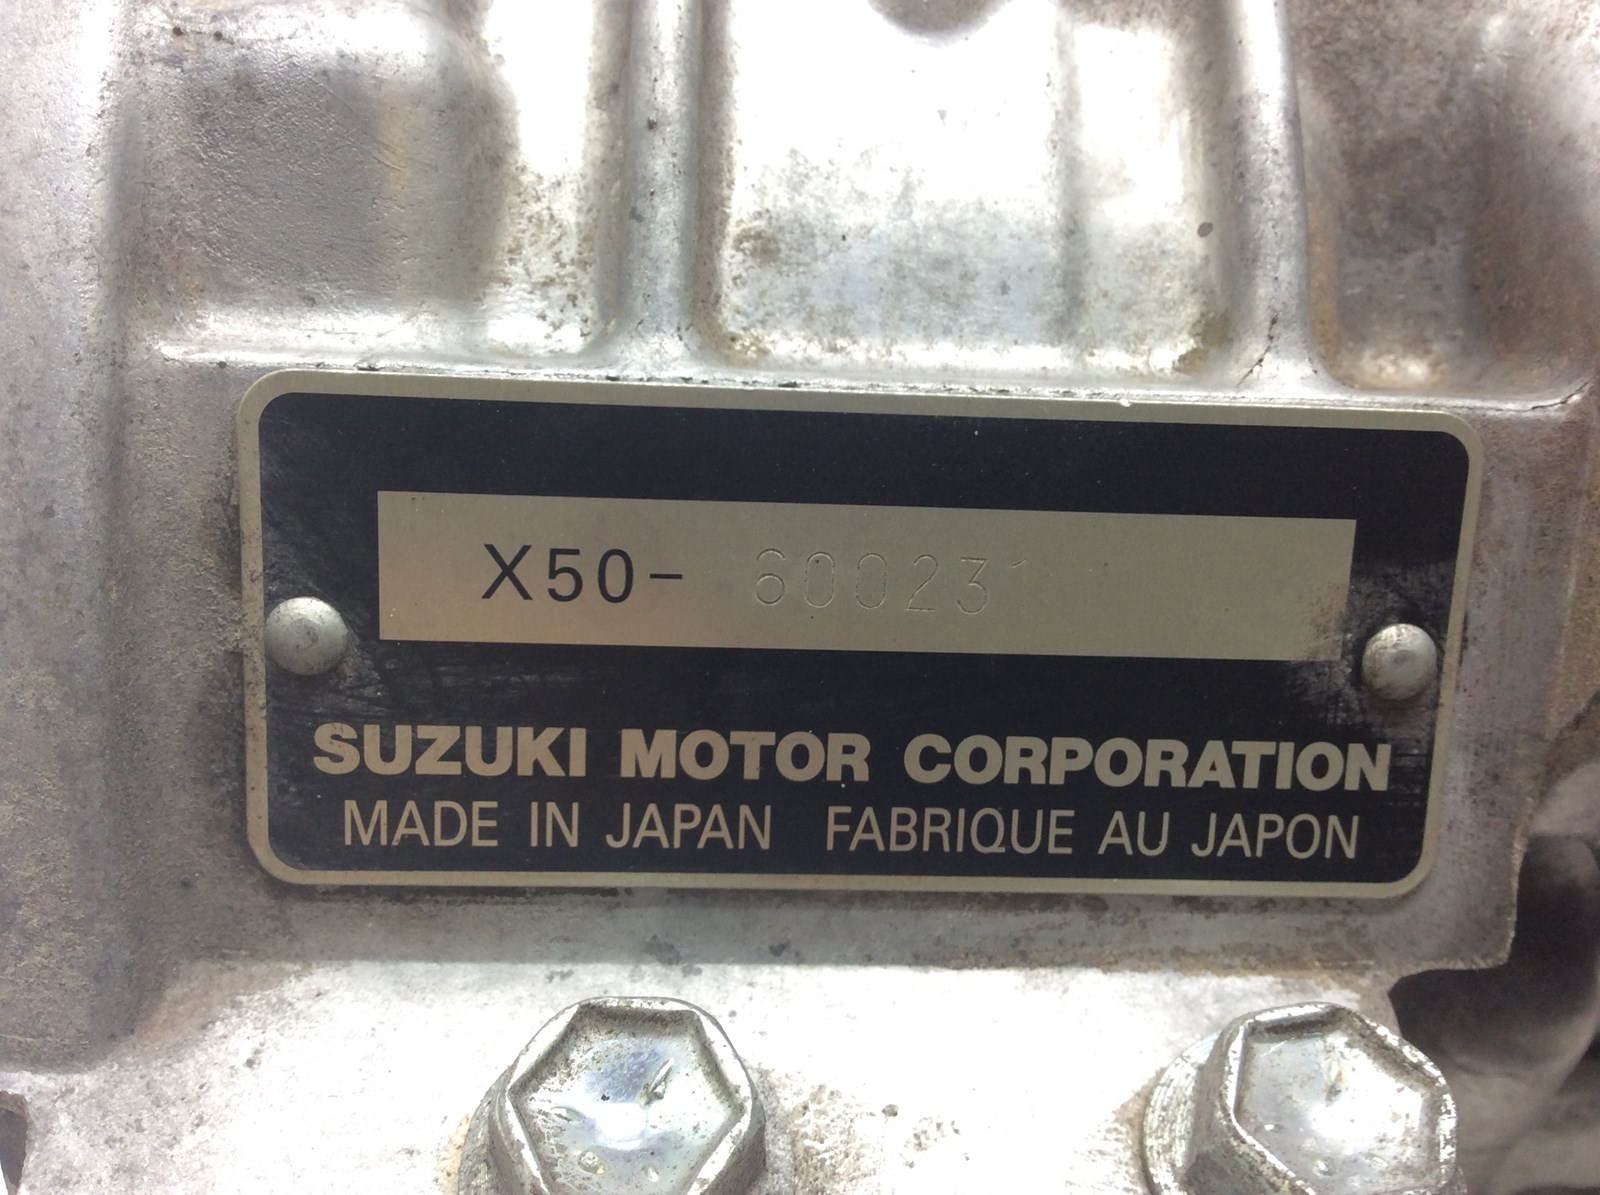 X50- 600231
SUZUKI MOTOR CORPORATION
MADE IN JAPAN FABRIQUE AU JAPON